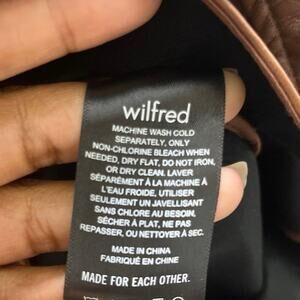 wilfred
MACHINE WASH COLD
SEPARATELY, ONLY
NON-CHLORINE BLEACH WHEN
NEEDED, DRY FLAT, DO NOT IRON,
OR DRY CLEAN. LAVER
SÉPARÉMENT À LA MACHINE À
L'EAU FROIDE, UTILISER
SEULEMENT UN JAVELLISANT
SANS CHLORE AU BESOIN,
SÉCHER À PLAT, NE PAS
REPASSER, OU NETTOYER À SEC.
MADE IN CHINA
FABRIQUÉ EN CHINE
MADE FOR EACH OTHER.